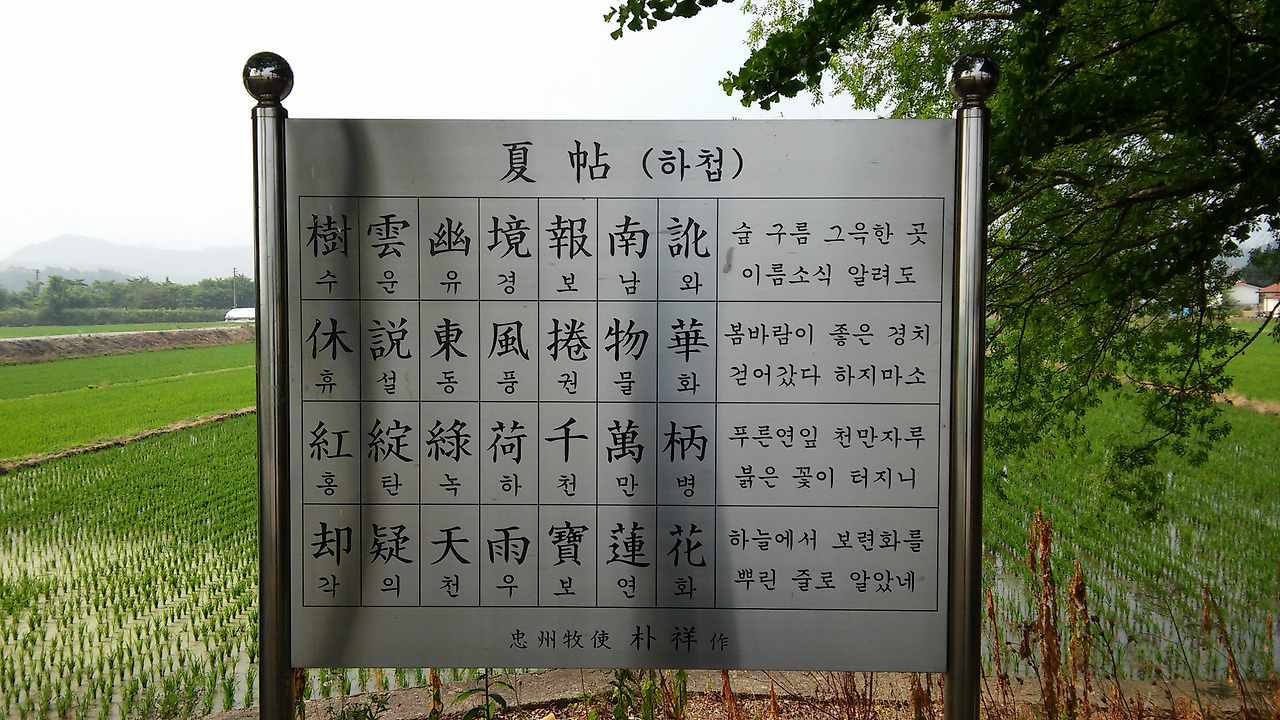 夏 帖 (하첩)
樹 雲 幽 境 報 南 訛 숲 구름 그윽한 곳
수 운 유 경 보 남 와 이름소식 알려도
休 説 東 風 捲 物 華 봄바람이 좋은 경치
휴 설 동 풍 권 물 화 걷어갔다 하지마소
紅 綻 綠 荷 千 萬 柄 푸른연잎 천만자루
홍 탄 녹 하 천 만 병 붉은 꽃이 터지니
却 疑 天 雨 寶 蓮 花 하늘에서 보련화를
각 의 천 우 보 연 화 뿌린 줄로 알았네
忠州牧使 朴祥 作